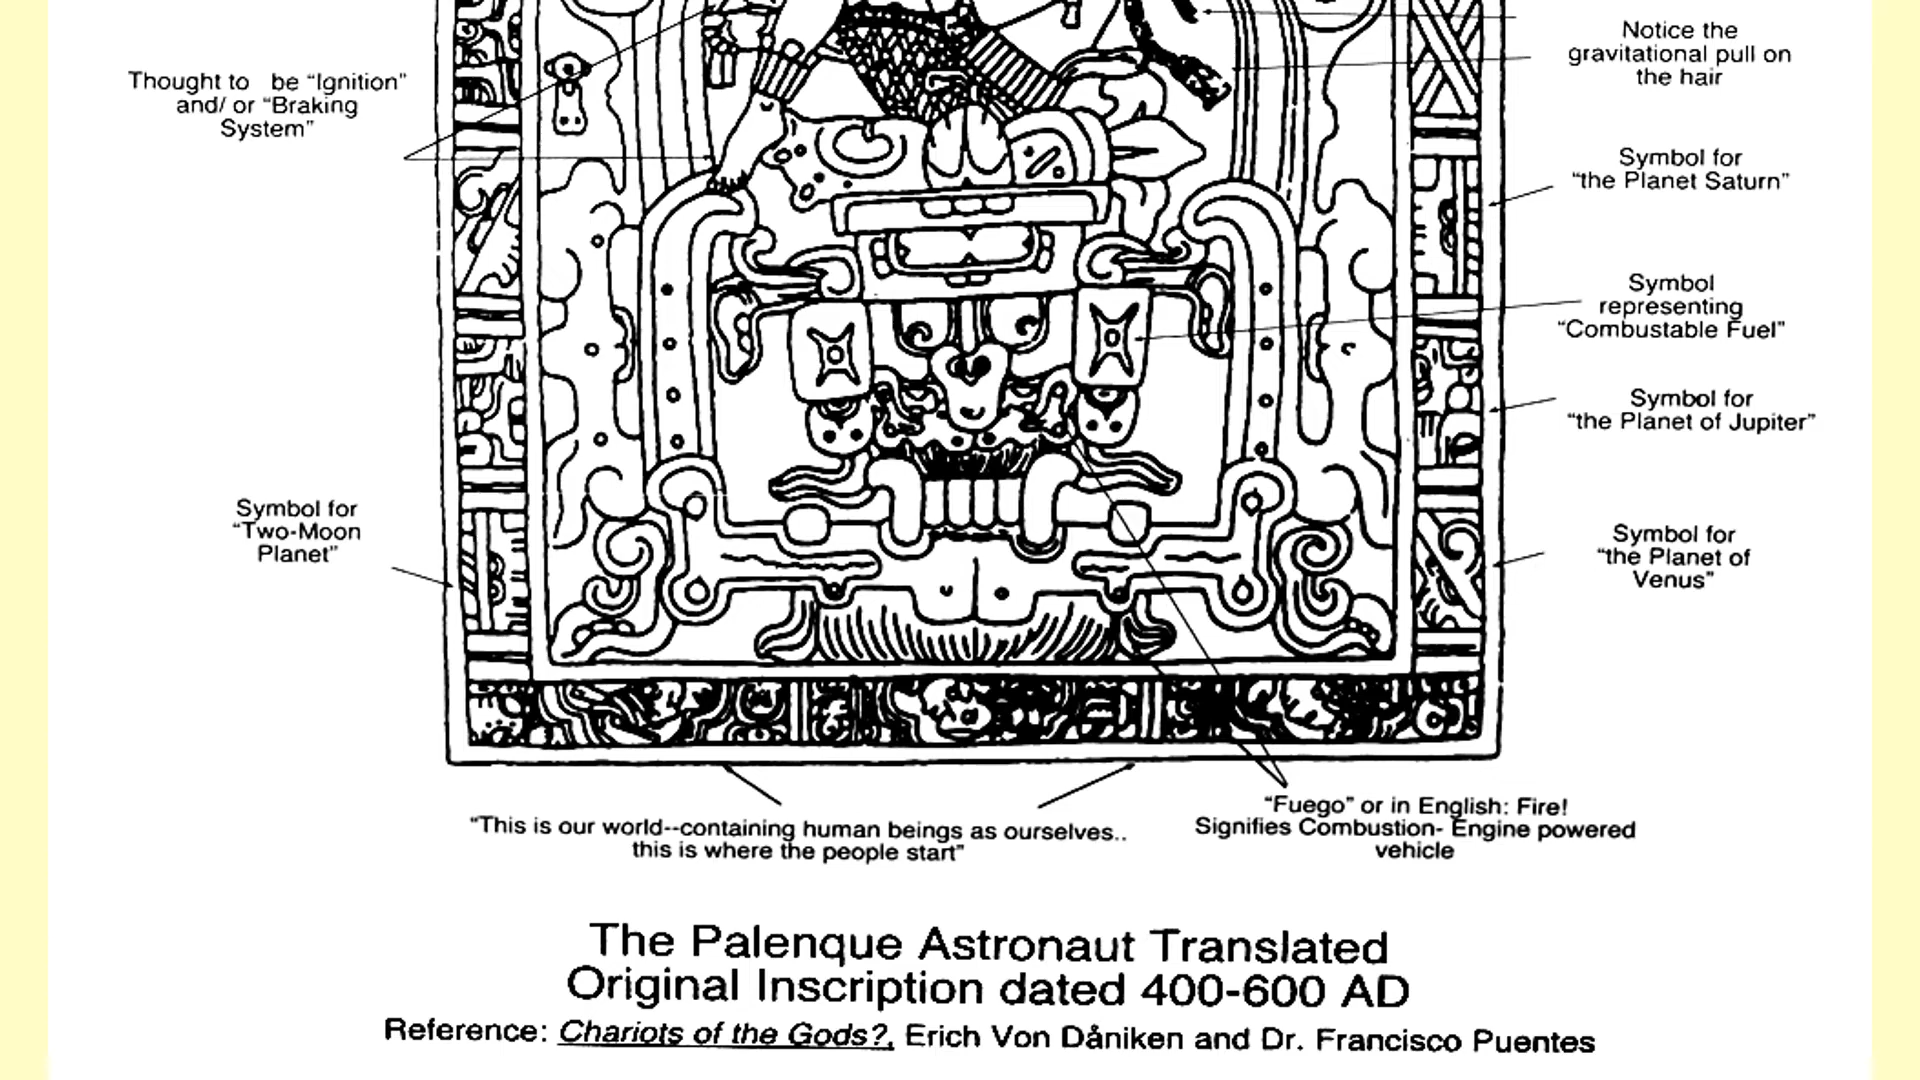 Thought to be “Ignition”
and/ or “Braking
System”
Symbol for
“Two-Moon
Planet”
Notice the
gravitational pull on
the hair
Symbol for
“the Planet Saturn”
Symbol
representing
“Combustable Fuel”
Symbol for
“the Planet of Jupiter”
Symbol for
“the Planet of
Venus”
“This is our world--containing human beings as ourselves..
this is where the people start”
“Fuego” or in English: Fire!
Signifies Combustion- Engine powered
vehicle
The Palenque Astronaut Translated
Original Inscription dated 400-600 AD
Reference: Chariots of the Gods?, Erich Von Dåniken and Dr. Francisco Puentes